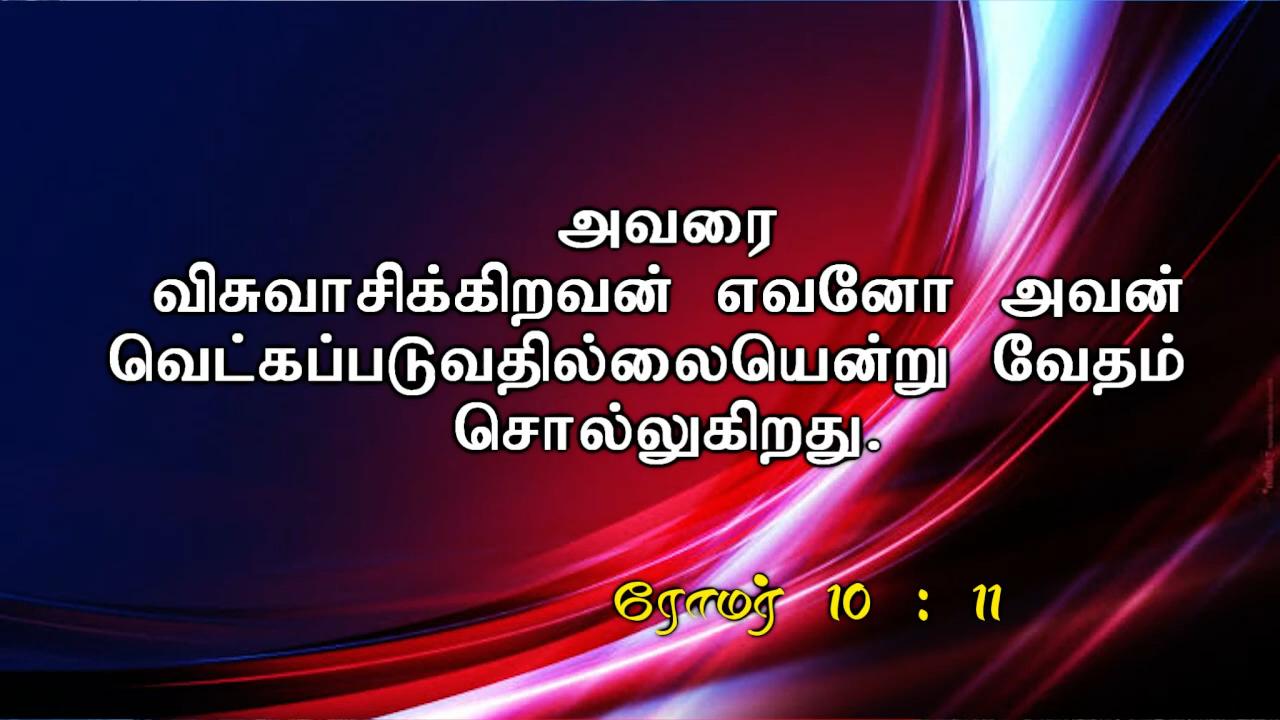 அவரை
விசுவாசிக்கிறவன் எவனோ அவன்
வெட்கப்படுவதில்லையென்று வேதம்
சொல்லுகிறது.
ரோமர் 10 : 11